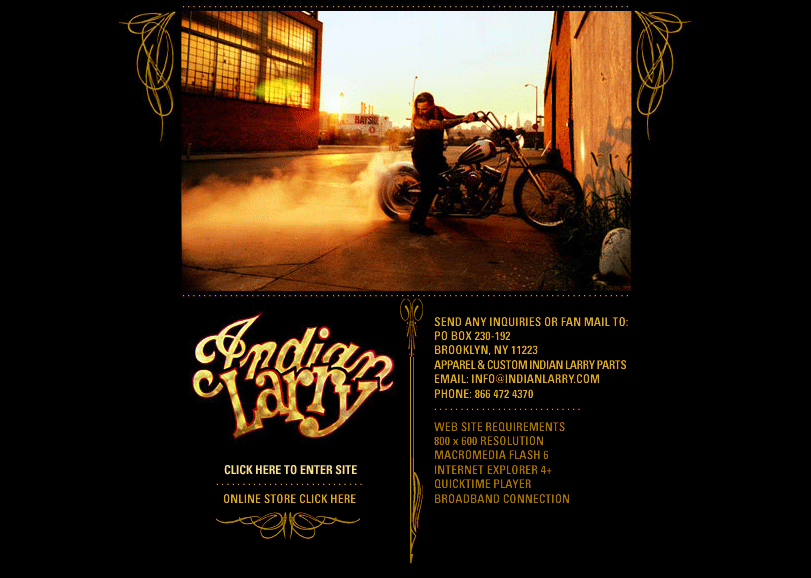 BAYSIDE
Indian
Larry
CLICK HERE TO ENTER SITE
ONLINE STORE CLICK HERE
SEND ANY INQUIRIES OR FAN MAIL TO:
PO BOX 230-192
BROOKLYN, NY 11223
APPAREL & CUSTOM INDIAN LARRY PARTS
EMAIL: INFO@INDIANLARRY.COM
PHONE: 866 472 4370
WEB SITE REQUIREMENTS
800 x 600 RESOLUTION
MACROMEDIA FLASH 6
INTERNET EXPLORER 4+
QUICKTIME PLAYER
BROADBAND CONNECTION